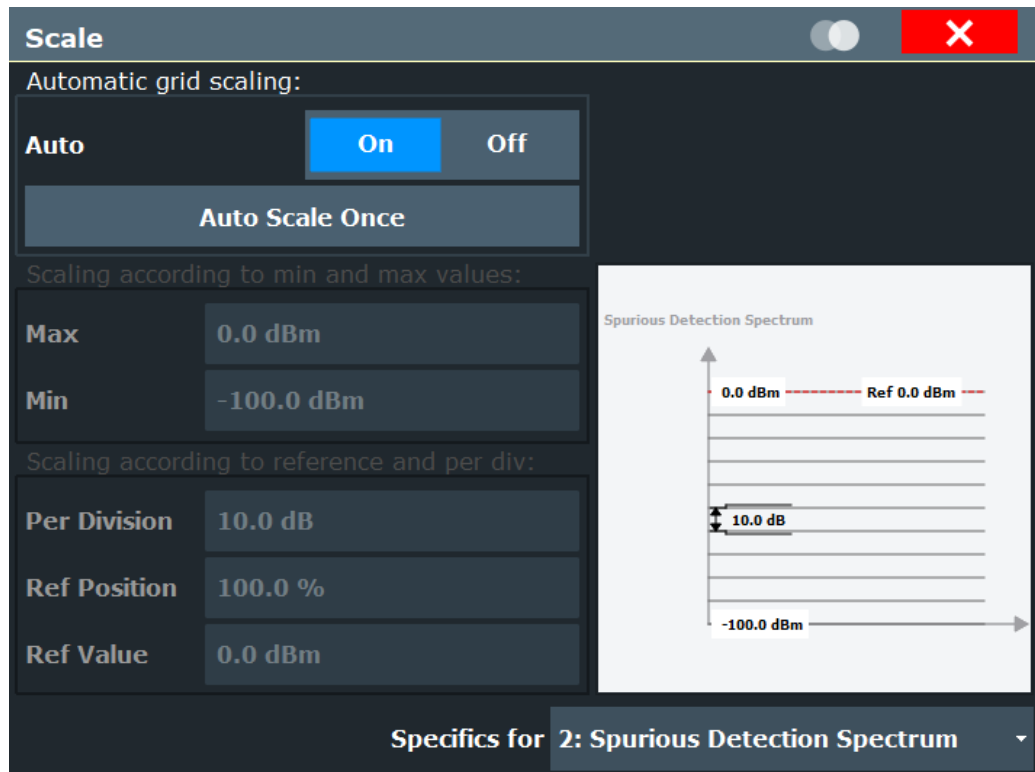 Scale
Automatic grid scaling:
Auto On Off
Auto Scale Once
Scaling according to min and max values:
Max 0.0 dBm
Min -100.0 dBm
Scaling according to reference and per div:
Per Division 10.0 dB
Ref Position 100.0 %
Ref Value 0.0 dBm
Spurious Detection Spectrum
0.0 dBm Ref 0.0 dBm
10.0 dB
-100.0 dBm
Specifics for 2: Spurious Detection Spectrum